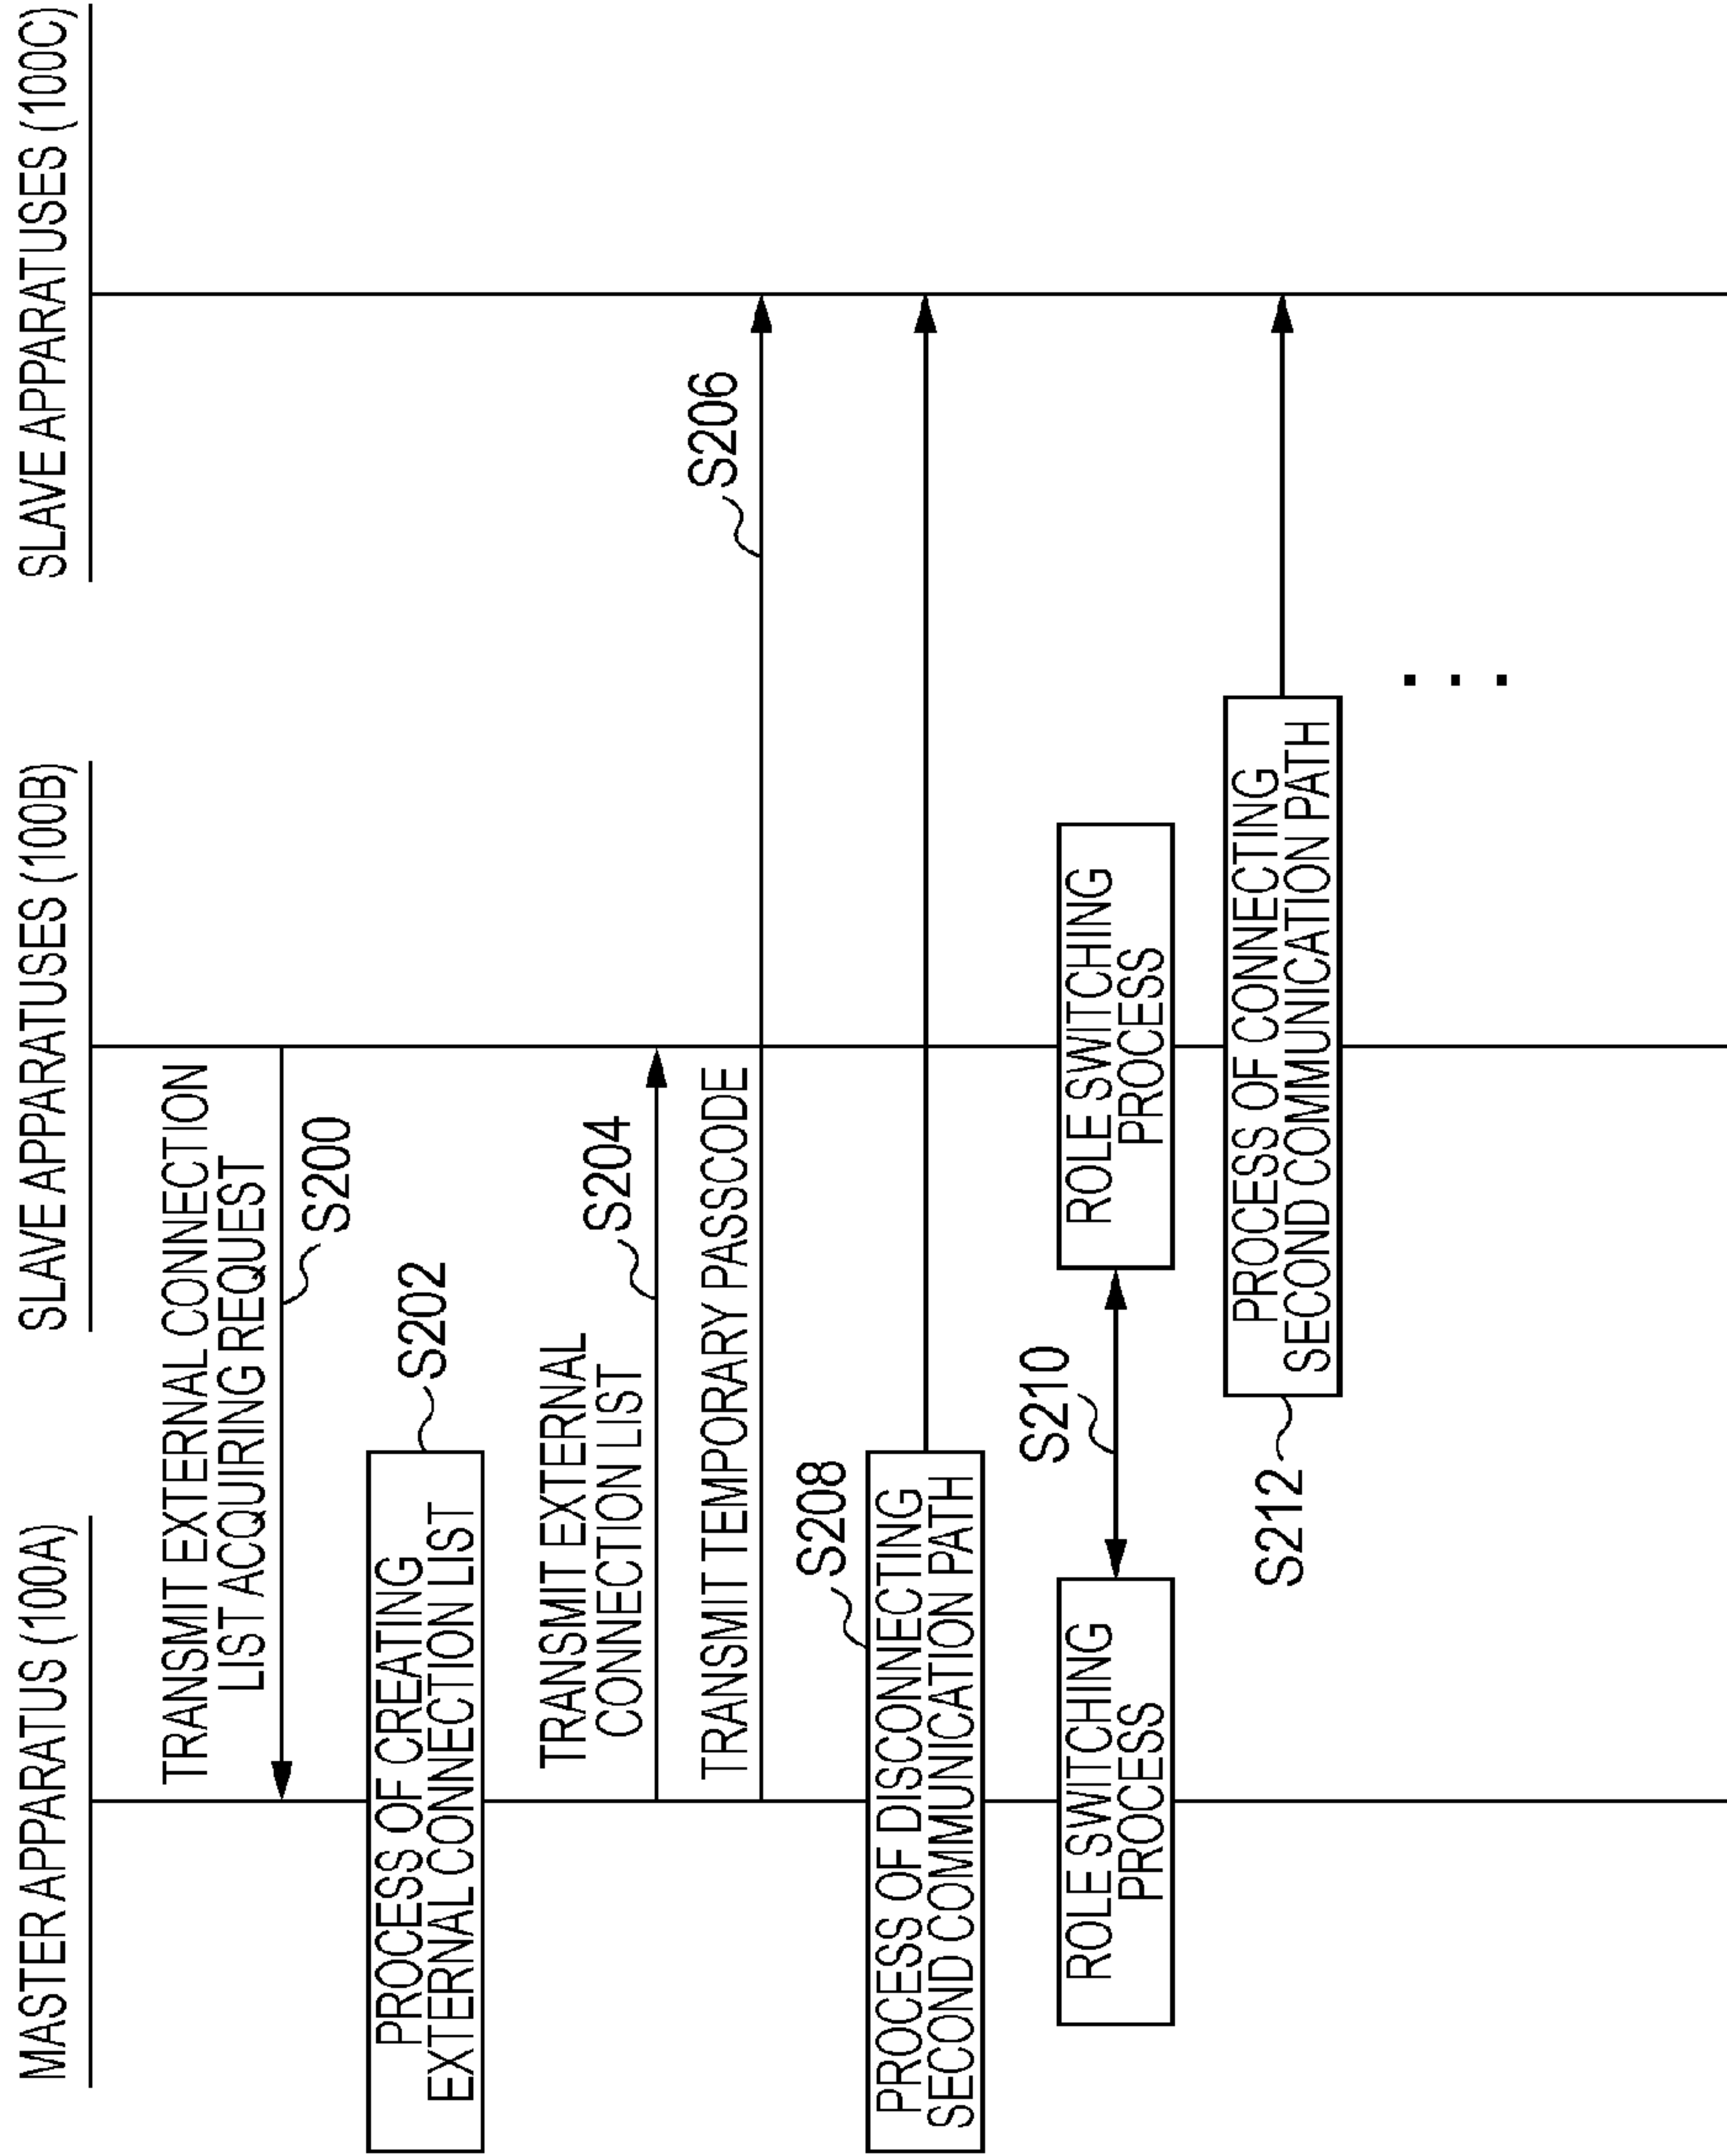 MASTER APPARATUS (100A)
SLAVE APPARATUSES (100B)
SLAVE APPARATUSES (100C)
TRANSMIT EXTERNAL CONNECTION
LIST ACQUIRING REQUEST
S200
PROCESS OF CREATING
EXTERNAL CONNECTION LIST
S202
TRANSMIT EXTERNAL
CONNECTION LIST
S204
TRANSMIT TEMPORARY PASSCODE
S206
S208
PROCESS OF DISCONNECTING
SECOND COMMUNICATION PATH
S210
ROLE SWITCHING
PROCESS
ROLE SWITCHING
PROCESS
PROCESS OF CONNECTING
SECOND COMMUNICATION PATH
S212
. . .